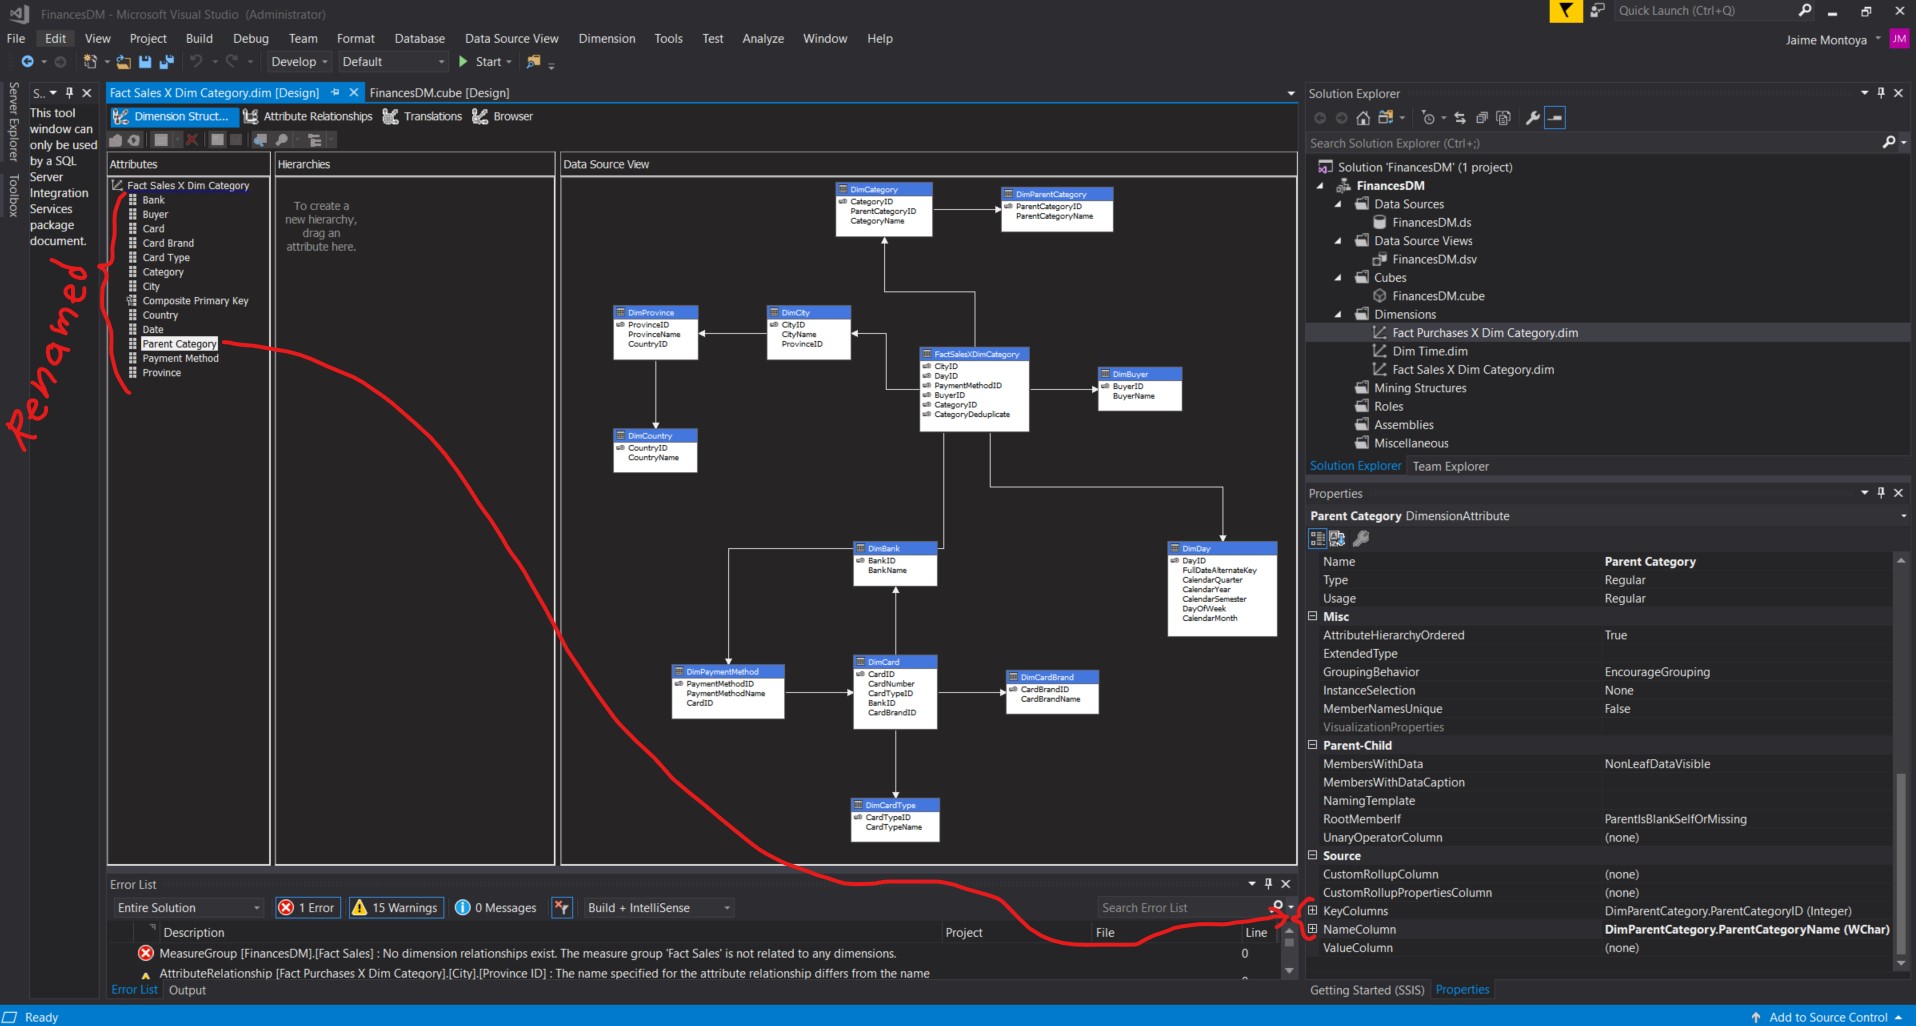 FinancesDM - Microsoft Visual Studio (Administrator)
Quick Launch (Ctrl+Q)
File Edit View Project Build Debug Team Format Database Data Source View Dimension Tools Test Analyze Window Help
Jaime Montoya JM
Develop Default Start
Server Explorer
Toolbox
S..
This tool
window can
only be used
by a SQL
Server
Integration
Services
package
document.
Renamed
Fact Sales X Dim Category.dim [Design] FinancesDM.cube [Design]
Dimension Struct... Attribute Relationships Translations Browser
Attributes
Fact Sales X Dim Category
Bank
Buyer
Card
Card Brand
Card Type
Category
City
Composite Primary Key
Country
Date
Parent Category
Payment Method
Province
Hierarchies
To create a
new hierarchy,
drag an
attribute here.
Data Source View
DimCategory
CategoryID
ParentCategoryID
CategoryName
DimParentCategory
ParentCategoryID
ParentCategoryName
DimProvince
ProvinceID
ProvinceName
CountryID
DimCity
CityID
CityName
ProvinceID
FactSalesXDimCategory
CityID
DayID
PaymentMethodID
BuyerID
CategoryID
CategoryDeduplicate
DimBuyer
BuyerID
BuyerName
DimCountry
CountryID
CountryName
DimBank
BankID
BankName
DimDay
DayID
FullDateAlternateKey
CalendarQuarter
CalendarYear
CalendarSemester
DayOfWeek
CalendarMonth
DimPaymentMethod
PaymentMethodID
PaymentMethodName
CardID
DimCard
CardID
CardNumber
CardTypeID
BankID
CardBrandID
DimCardBrand
CardBrandID
CardBrandName
DimCardType
CardTypeID
CardTypeName
Error List
Entire Solution 1 Error 15 Warnings 0 Messages Build + IntelliSense Search Error List
Description Project File Line
MeasureGroup [FinancesDM].[Fact Sales] : No dimension relationships exist. The measure group 'Fact Sales' is not related to any dimensions. 0
AttributeRelationship [Fact Purchases X Dim Category].[City].[Province ID] : The name specified for the attribute relationship differs from the name
Error List Output
Solution Explorer
Search Solution Explorer (Ctrl+;)
Solution 'FinancesDM' (1 project)
FinancesDM
Data Sources
FinancesDM.ds
Data Source Views
FinancesDM.dsv
Cubes
FinancesDM.cube
Dimensions
Fact Purchases X Dim Category.dim
Dim Time.dim
Fact Sales X Dim Category.dim
Mining Structures
Roles
Assemblies
Miscellaneous
Solution Explorer Team Explorer
Properties
Parent Category DimensionAttribute
Name Parent Category
Type Regular
Usage Regular
Misc
AttributeHierarchyOrdered True
ExtendedType
GroupingBehavior EncourageGrouping
InstanceSelection None
MemberNamesUnique False
VisualizationProperties
Parent-Child
MembersWithData NonLeafDataVisible
MembersWithDataCaption
NamingTemplate
RootMemberIf ParentIsBlankSelfOrMissing
UnaryOperatorColumn (none)
Source
CustomRollupColumn (none)
CustomRollupPropertiesColumn (none)
KeyColumns DimParentCategory.ParentCategoryID (Integer)
NameColumn DimParentCategory.ParentCategoryName (WChar)
ValueColumn (none)
Getting Started (SSIS) Properties
Ready Add to Source Control